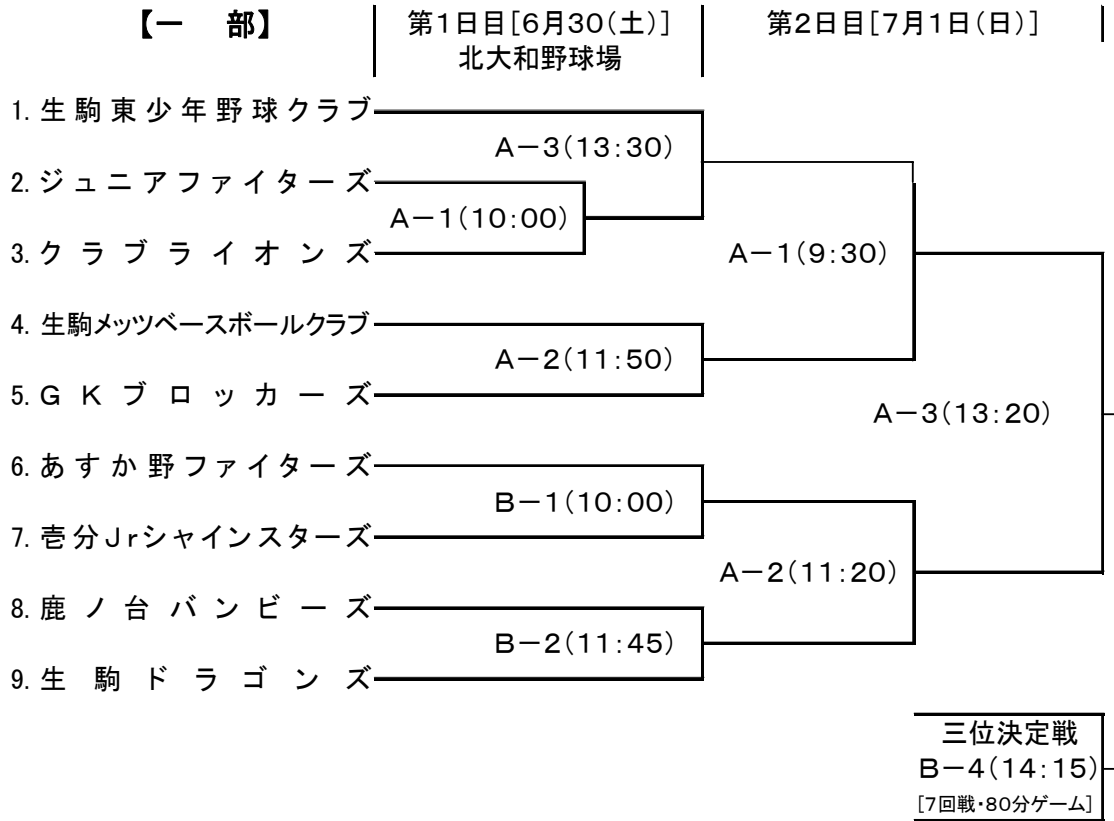 【一 部】
第1日目[6月30(土)]
北大和野球場
第2日目[7月1日(日)]
1. 生駒東少年野球クラブ
A－3(13:30)
2. ジュニアファイターズ
A－1(10:00)
3. クラブライオンズ
A－1(9:30)
4. 生駒メッツベースボールクラブ
A－2(11:50)
5. GKブロッカーズ
A－3(13:20)
6. あすか野ファイターズ
B－1(10:00)
7. 壱分Jrシャインスターズ
A－2(11:20)
8. 鹿ノ台バンビーズ
B－2(11:45)
9. 生駒ドラゴンズ
三位決定戦
B－4(14:15)
[7回戦・80分ゲーム]